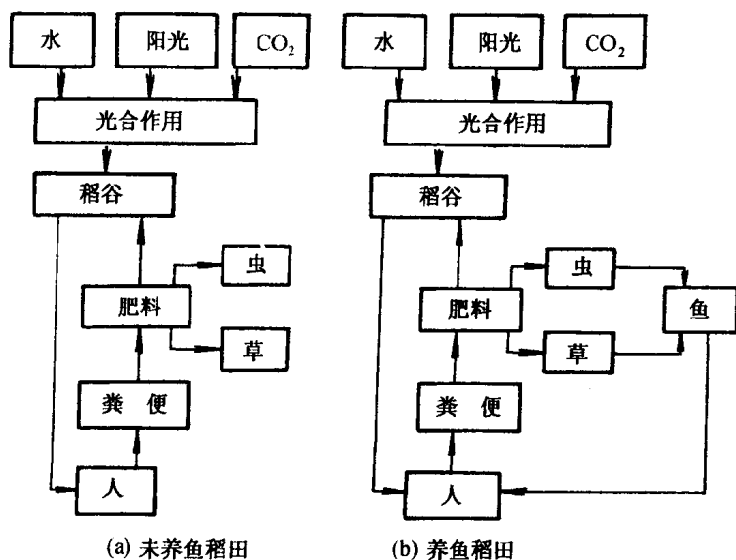 水 阳光 CO₂
光合作用
稻谷
虫
肥料
草
粪 便
人
(a) 未养鱼稻田
水 阳光 CO₂
光合作用
稻谷
虫
肥料
鱼
草
粪 便
人
(b) 养鱼稻田